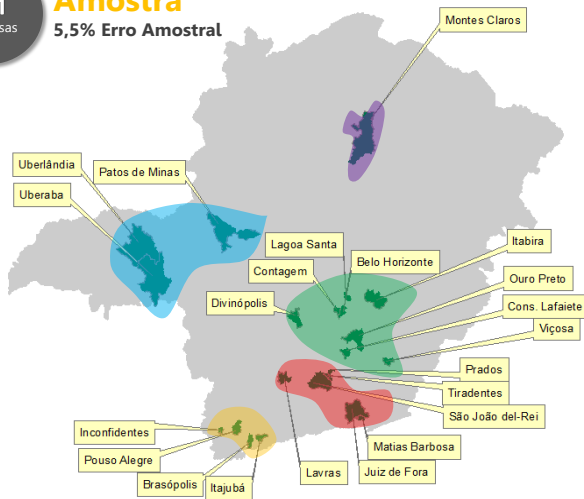 Amostra
5,5% Erro Amostral
Montes Claros
Uberlândia
Patos de Minas
Uberaba
Lagoa Santa
Itabira
Belo Horizonte
Contagem
Ouro Preto
Divinópolis
Cons. Lafaiete
Viçosa
Prados
Tiradentes
São João del-Rei
Inconfidentes
Matias Barbosa
Pouso Alegre
Juiz de Fora
Lavras
Brasópolis
Itajubá